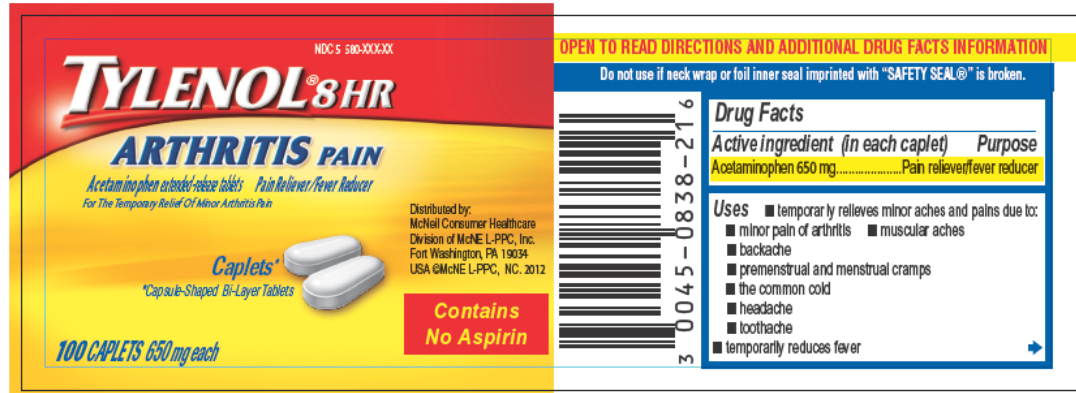 NDC 5 580-XXX-XX
TYLENOL® 8 HR
ARTHRITIS PAIN
Acetaminophen extended-release tablets Pain Reliever/Fever Reducer
For The Temporary Relief Of Minor Arthritis Pain
Caplets*
*Capsule-Shaped Bi-Layer Tablets
100 CAPLETS 650 mg each
Distributed by:
McNeil Consumer Healthcare
Division of McNE L-PPC, Inc.
Fort Washington, PA 19034
USA ©McNE L-PPC, NC. 2012
Contains
No Aspirin
OPEN TO READ DIRECTIONS AND ADDITIONAL DRUG FACTS INFORMATION
Do not use if neck wrap or foil inner seal imprinted with “SAFETY SEAL®” is broken.
3 0045-0838-21 6
Drug Facts
Active ingredient (in each caplet) Purpose
Acetaminophen 650 mg.....................Pain reliever/fever reducer
Uses ■ temporarily relieves minor aches and pains due to:
■ minor pain of arthritis ■ muscular aches
■ backache
■ premenstrual and menstrual cramps
■ the common cold
■ headache
■ toothache
■ temporarily reduces fever